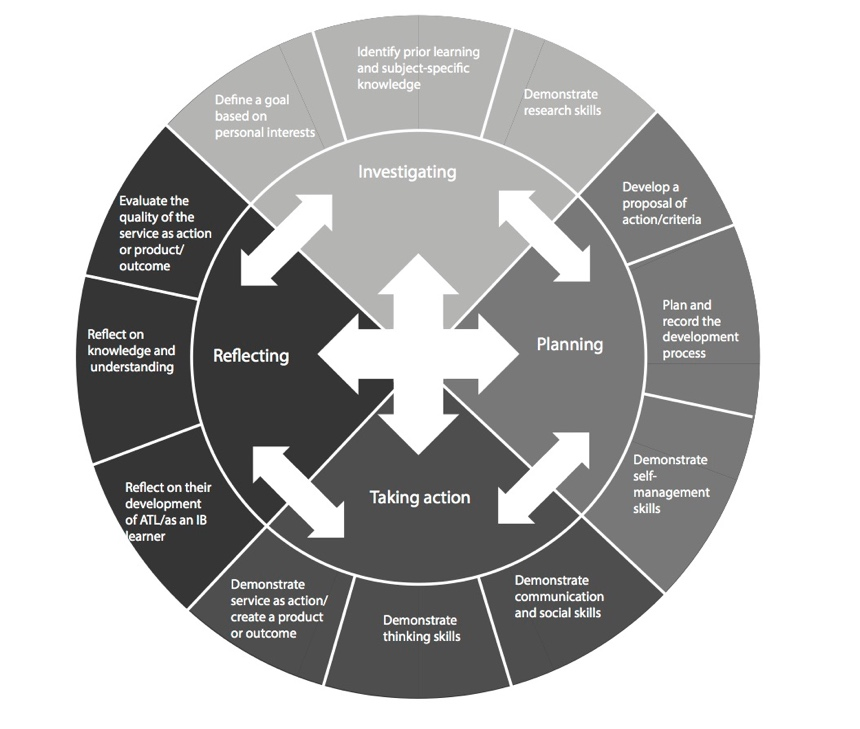 Identify prior learning
and subject-specific
knowledge
Define a goal
based on
personal interests
Demonstrate
research skills
Investigating
Develop a
proposal of
action/criteria
Evaluate the
quality of the
service as action
or product/
outcome
Plan and
record the
development
process
Reflect on
knowledge and
understanding
Reflecting
Planning
Demonstrate
self-
management
skills
Reflect on their
development
of ATL/as an IB
learner
Taking action
Demonstrate
service as action/
create a product
or outcome
Demonstrate
thinking skills
Demonstrate
communication
and social skills